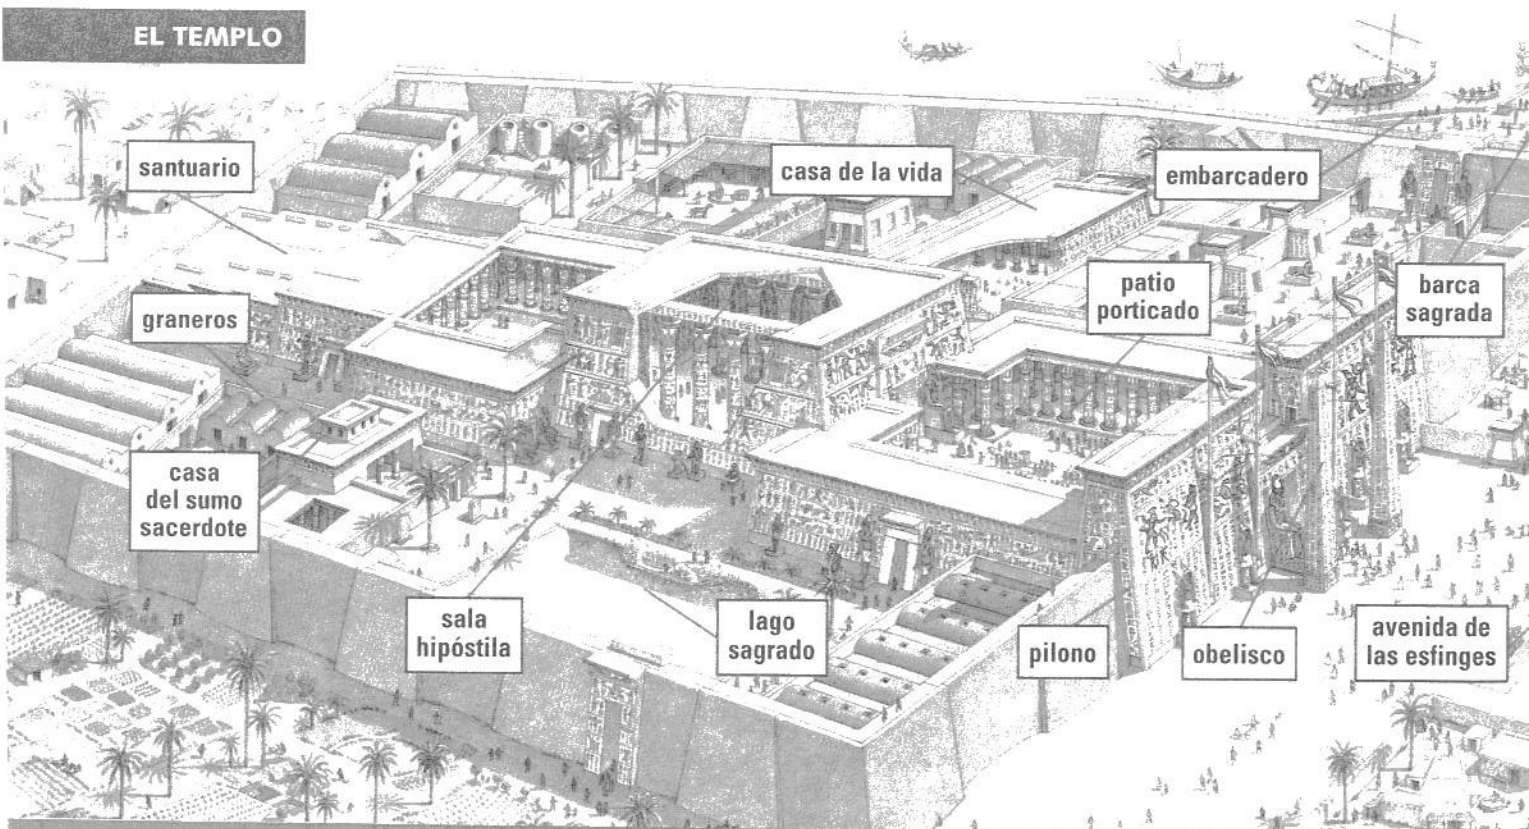 EL TEMPLO
santuario
casa de la vida
embarcadero
graneros
patio
porticado
barca
sagrada
casa
del sumo
sacerdote
sala
hipóstila
lago
sagrado
pilono
obelisco
avenida de
las esfinges